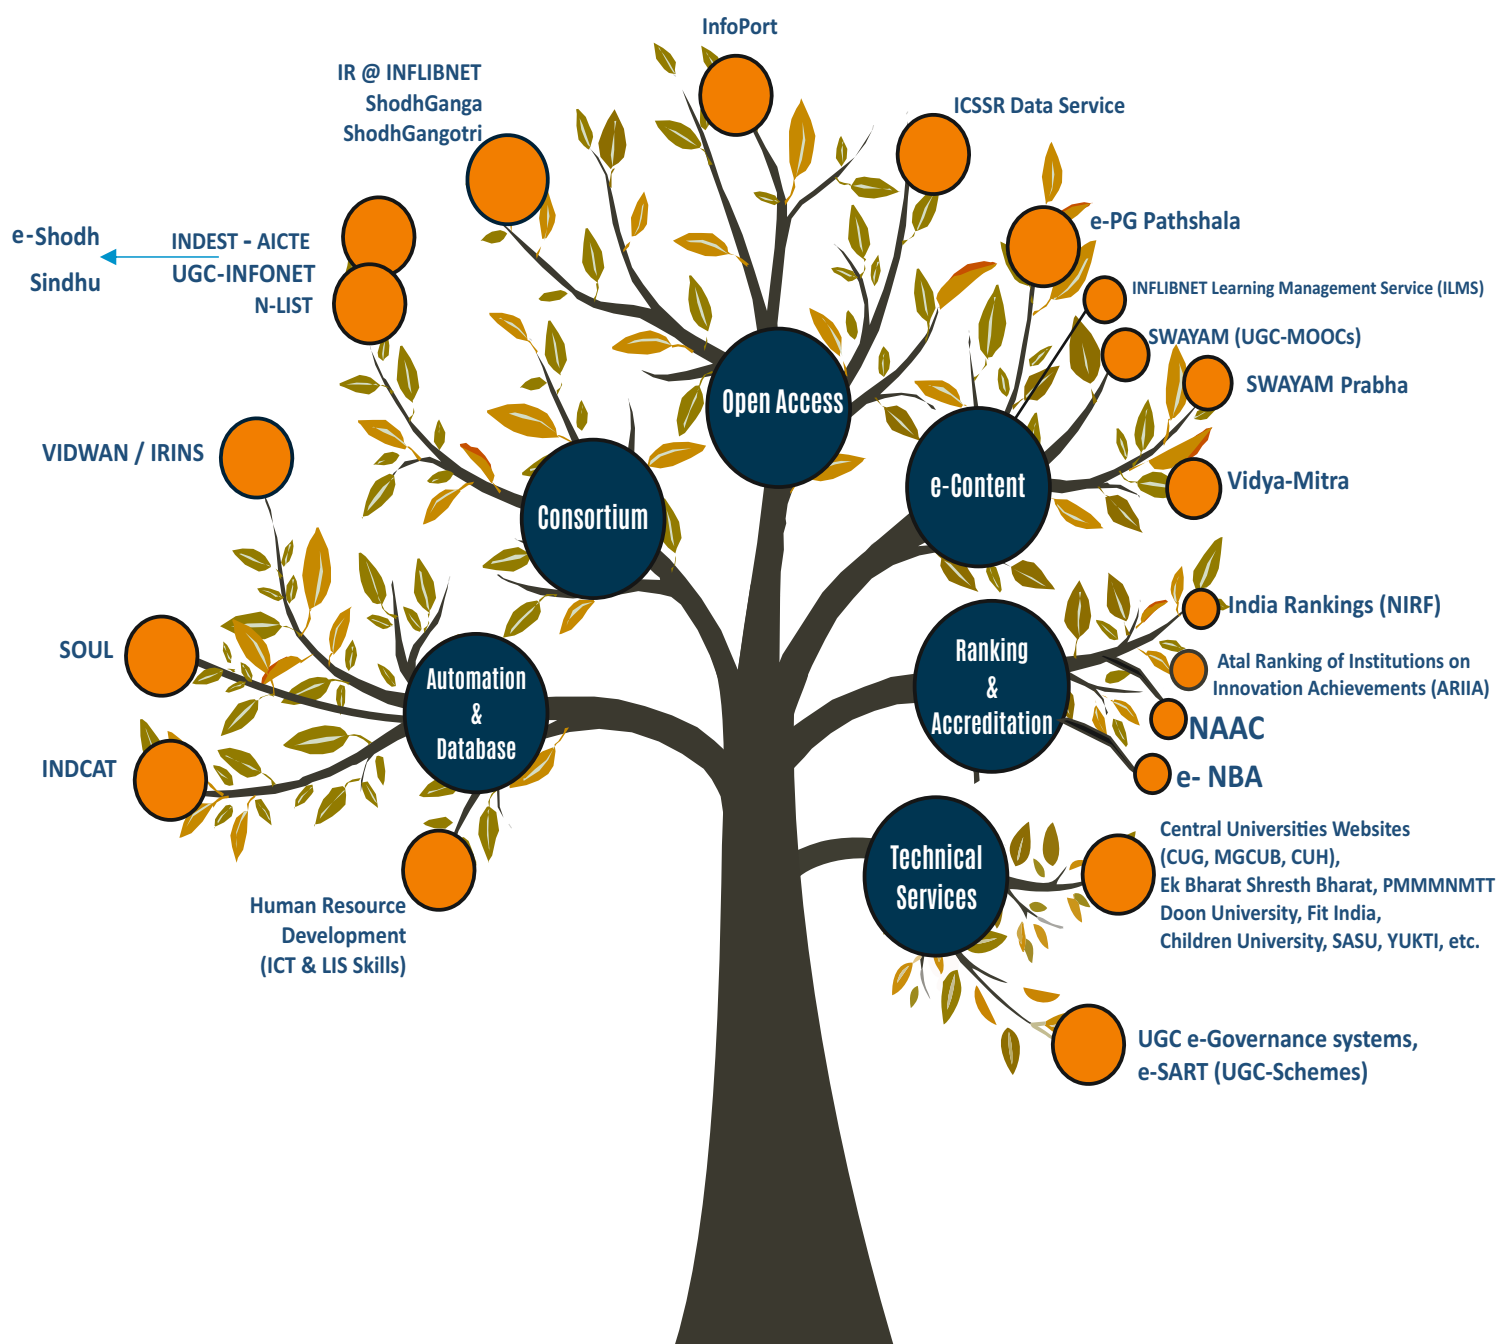 InfoPort
IR @ INFLIBNET
ShodhGanga
ShodhGangotri
ICSSR Data Service
e-Shodh
Sindhu
INDEST - AICTE
UGC-INFONET
N-LIST
e-PG Pathshala
INFLIBNET Learning Management Service (ILMS)
SWAYAM (UGC-MOOCs)
SWAYAM Prabha
Vidya-Mitra
Open Access
e-Content
Consortium
VIDWAN / IRINS
SOUL
INDCAT
Automation
&
Database
Human Resource
Development
(ICT & LIS Skills)
Ranking
&
Accreditation
India Rankings (NIRF)
Atal Ranking of Institutions on
Innovation Achievements (ARIIA)
NAAC
e- NBA
Technical
Services
Central Universities Websites
(CUG, MGCUB, CUH),
Ek Bharat Shresth Bharat, PMMMNMTT
Doon University, Fit India,
Children University, SASU, YUKTI, etc.
UGC e-Governance systems,
e-SART (UGC-Schemes)